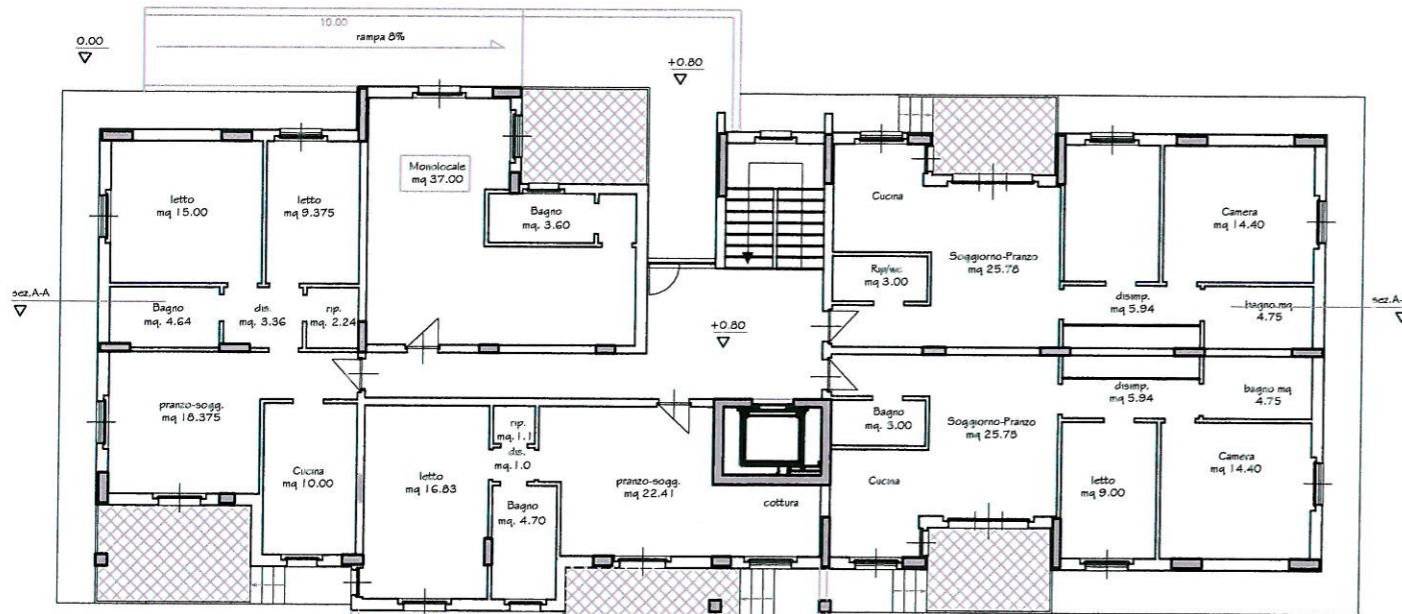 10.00
rampa 8%
0.00
+0.80
Monolocale
mq 37.00
letto
mq 15.00
letto
mq 9.375
Bagno
mq. 3.60
Cucina
Camera
mq 14.40
Soggiorno-Pranzo
mq 25.78
Rip/wc
mq 3.00
sez.A-A
Bagno
mq. 4.64
dis.
mq. 3.36
rip.
mq. 2.24
disimp.
mq 5.94
bagno mq
4.75
sez.A-
+0.80
pranzo-sogg.
mq 18.375
Cucina
mq 10.00
letto
mq 16.83
rip.
mq. 1.1
dis.
mq.1.0
Bagno
mq. 4.70
pranzo-sogg.
mq 22.41
cottura
Bagno
mq. 3.00
Soggiorno-Pranzo
mq 25.78
Cucina
disimp.
mq 5.94
bagno mq
4.75
letto
mq 9.00
Camera
mq 14.40